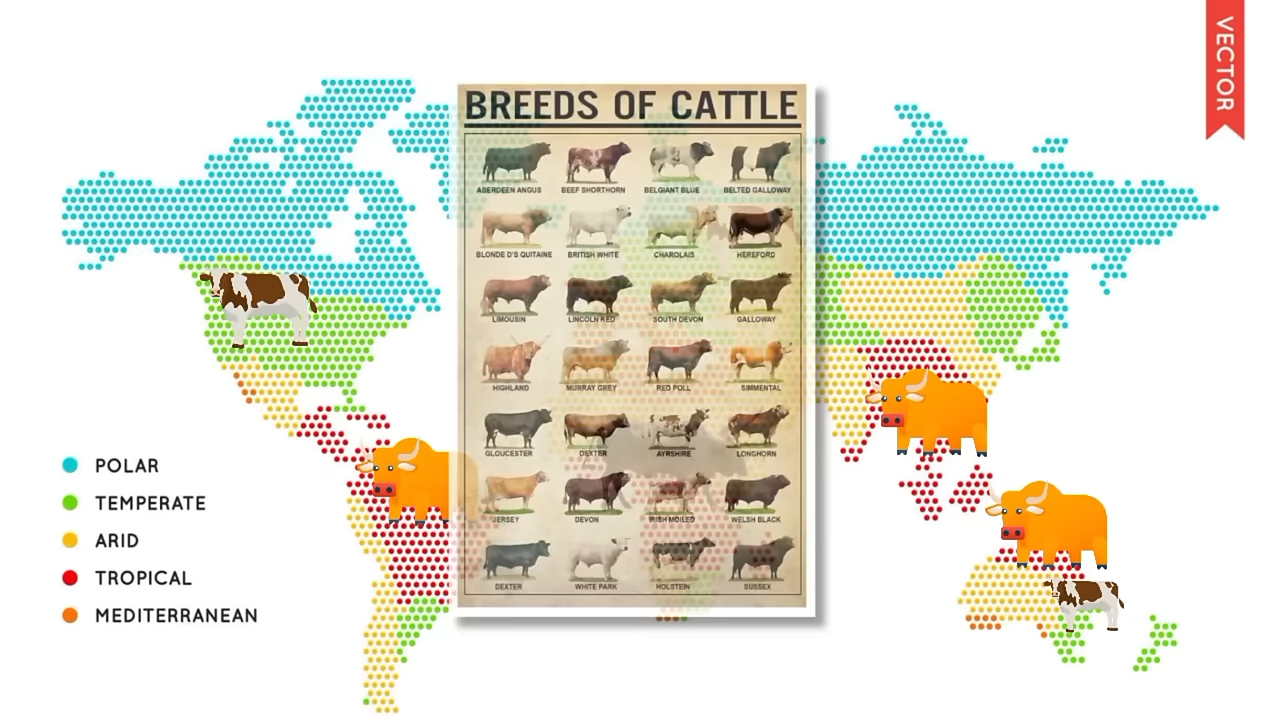 VECTOR
BREEDS OF CATTLE
ABERDEEN ANGUS BEEF SHORTHORN BELGIANT BLUE BELTED GALLOWAY
BLONDE D'S QUITAINE BRITISH WHITE CHAROLAIS HEREFORD
LIMOUSIN LINCOLN RED SOUTH DEVON GALLOWAY
HIGHLAND MURRAY GREY RED POLL SIMMENTAL
GLOUCESTER DEXTER AYRSHIRE LONGHORN
JERSEY DEVON IRISH MOILED WELSH BLACK
DEXTER WHITE PARK HOLSTEIN SUSSEX
POLAR
TEMPERATE
ARID
TROPICAL
MEDITERRANEAN